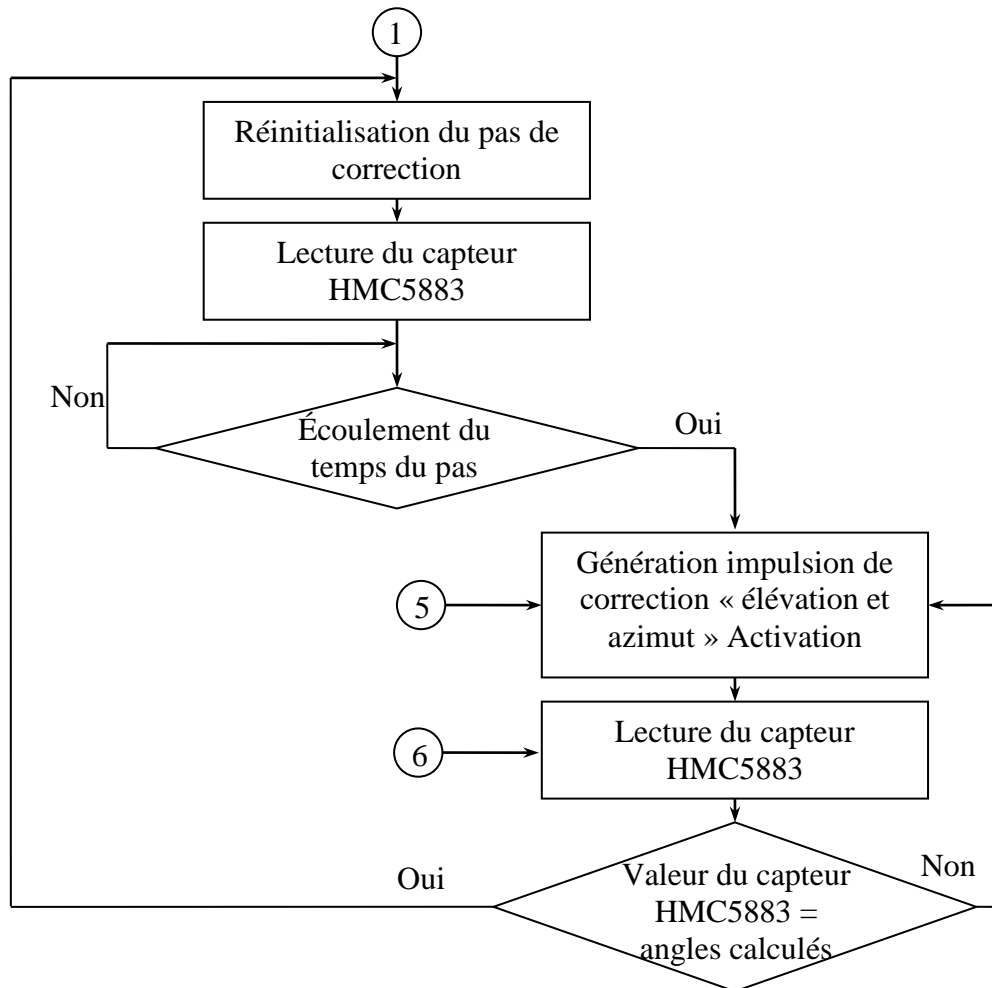 1
Réinitialisation du pas de
correction
Lecture du capteur
HMC5883
Non
Écoulement du
temps du pas
Oui
Génération impulsion de
correction « élévation et
azimut » Activation
5
Lecture du capteur
HMC5883
6
Oui
Valeur du capteur
HMC5883 =
angles calculés
Non